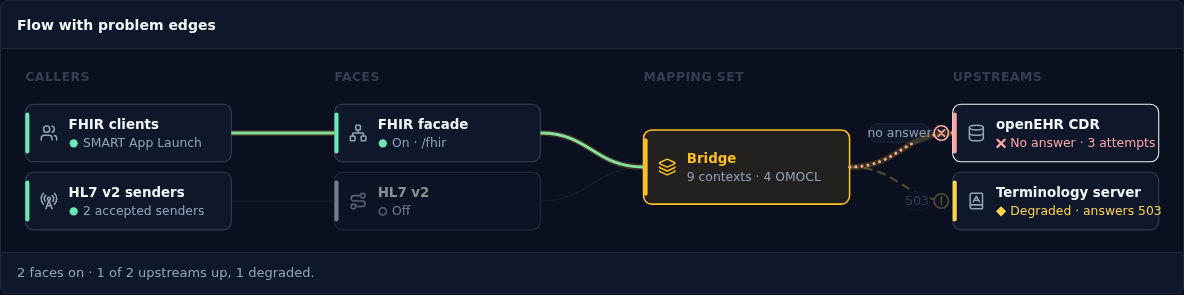 Flow with problem edges
CALLERS
FACES
MAPPING SET
UPSTREAMS
FHIR clients
SMART App Launch
HL7 v2 senders
2 accepted senders
FHIR facade
On · /fhir
HL7 v2
Off
Bridge
9 contexts · 4 OMOCL
no answer
503
openEHR CDR
No answer · 3 attempts
Terminology server
Degraded · answers 503
2 faces on · 1 of 2 upstreams up, 1 degraded.